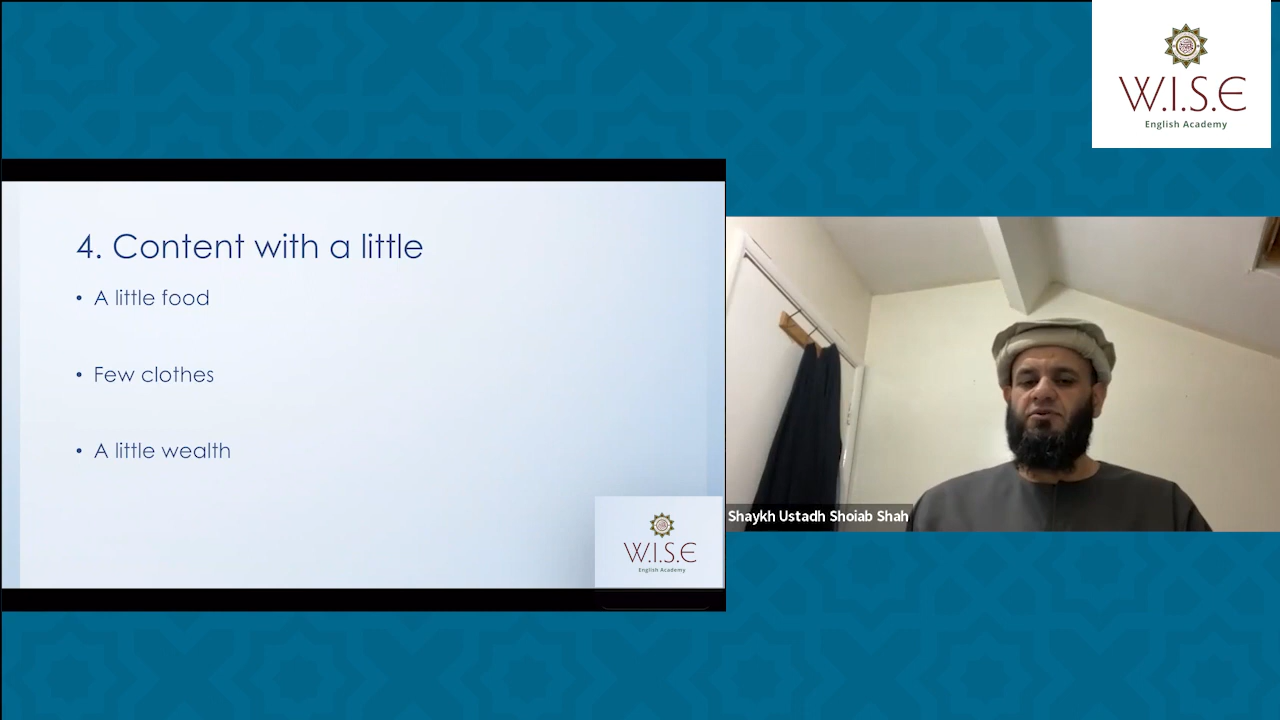 W.I.S.E
English Academy
4. Content with a little
• A little food
• Few clothes
• A little wealth
W.I.S.E
English Academy
Shaykh Ustadh Shoiab Shah